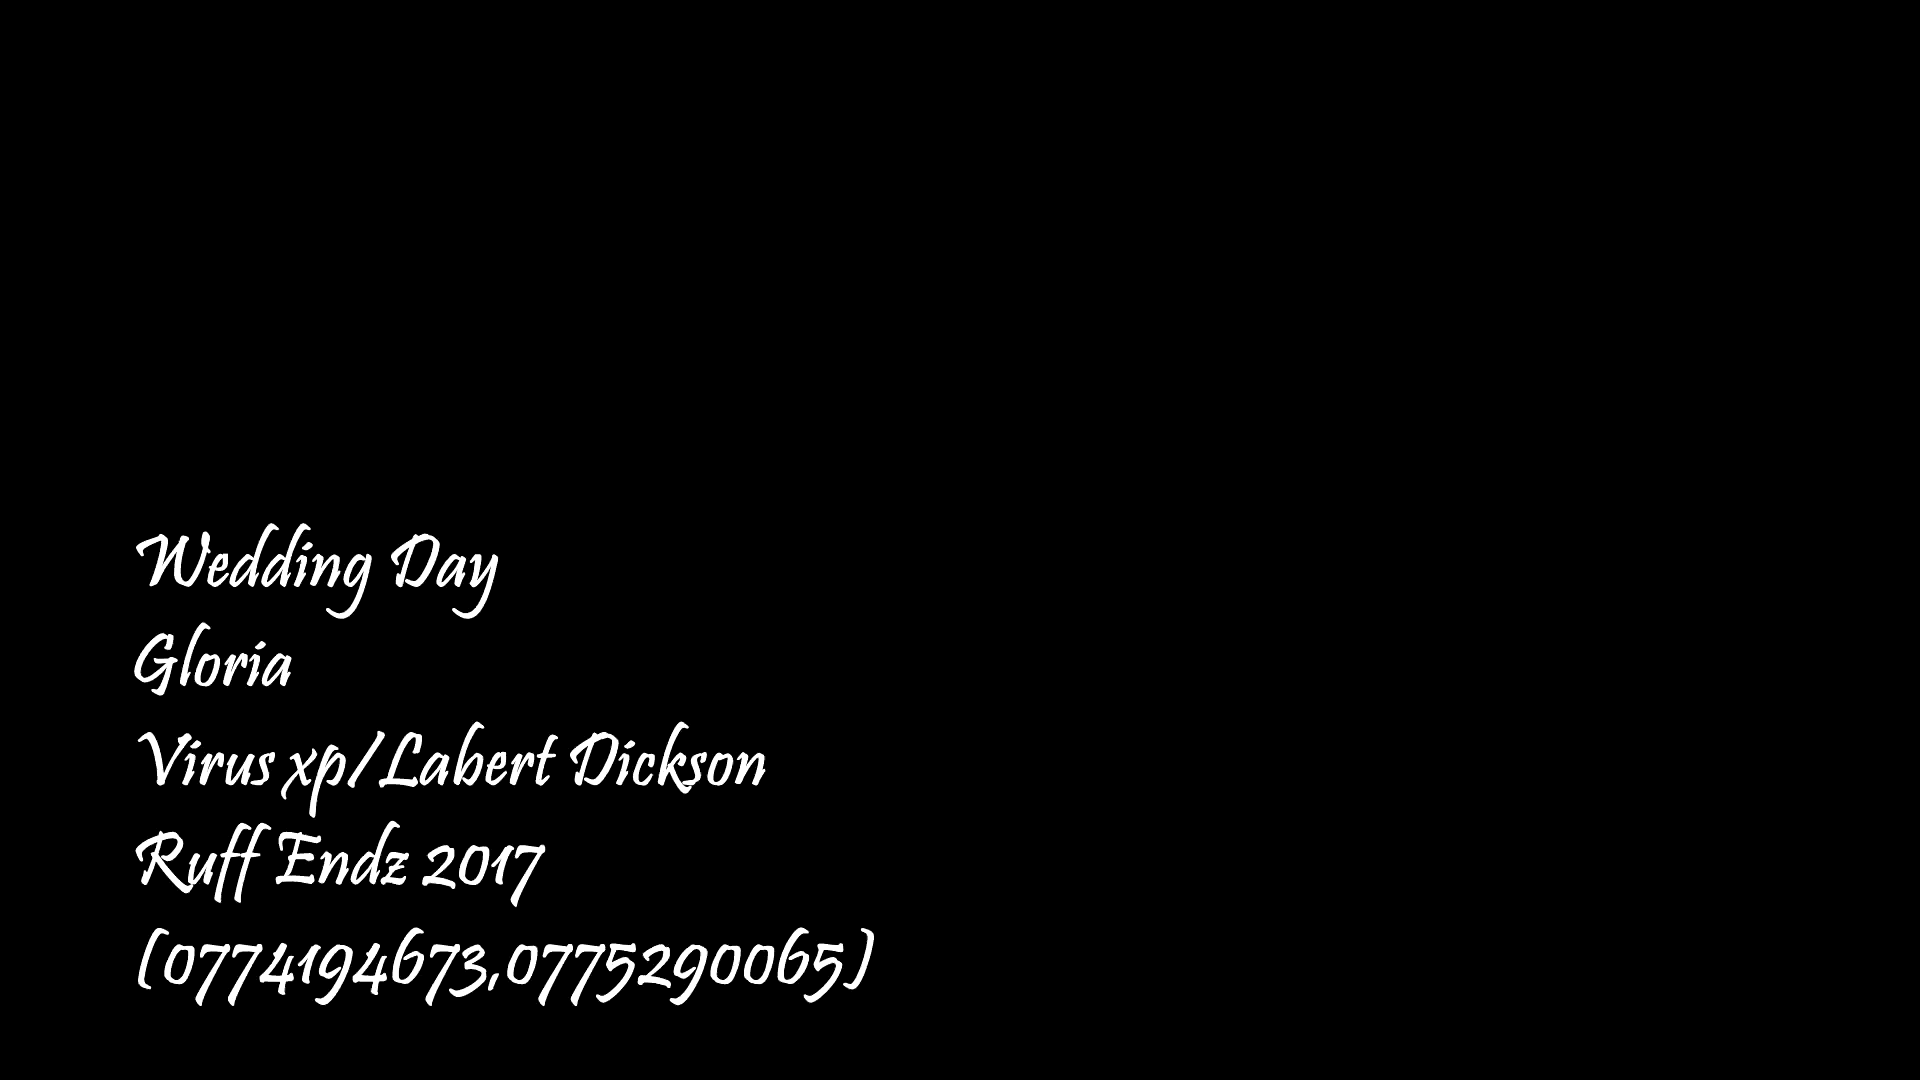 Wedding Day
Gloria
Virus xp/Labert Dickson
Ruff Endz 2017
(0774194673,0775290065)